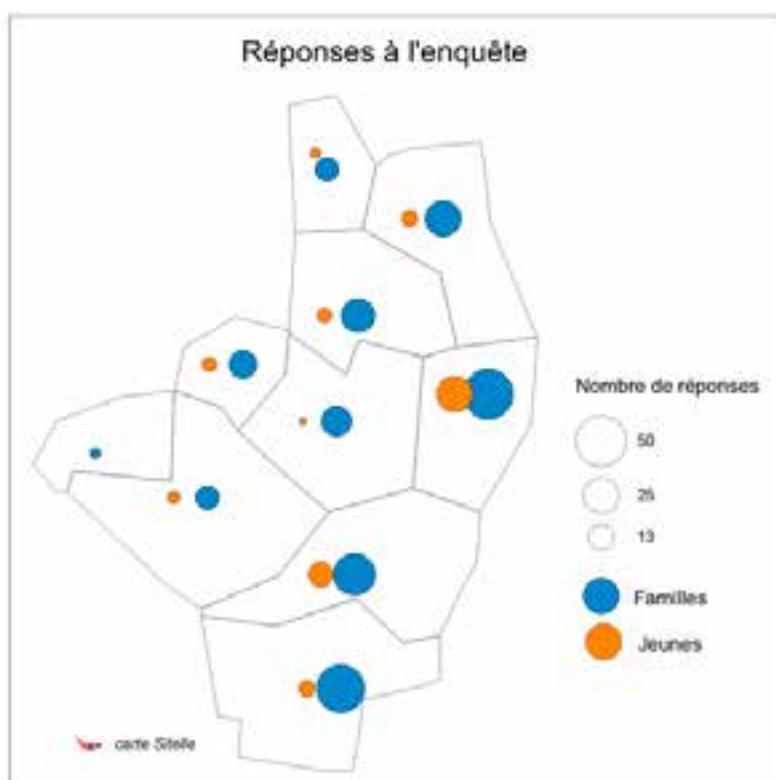 Réponses à l'enquête
Nombre de réponses
50
25
13
Familles
Jeunes
carte Sitelle